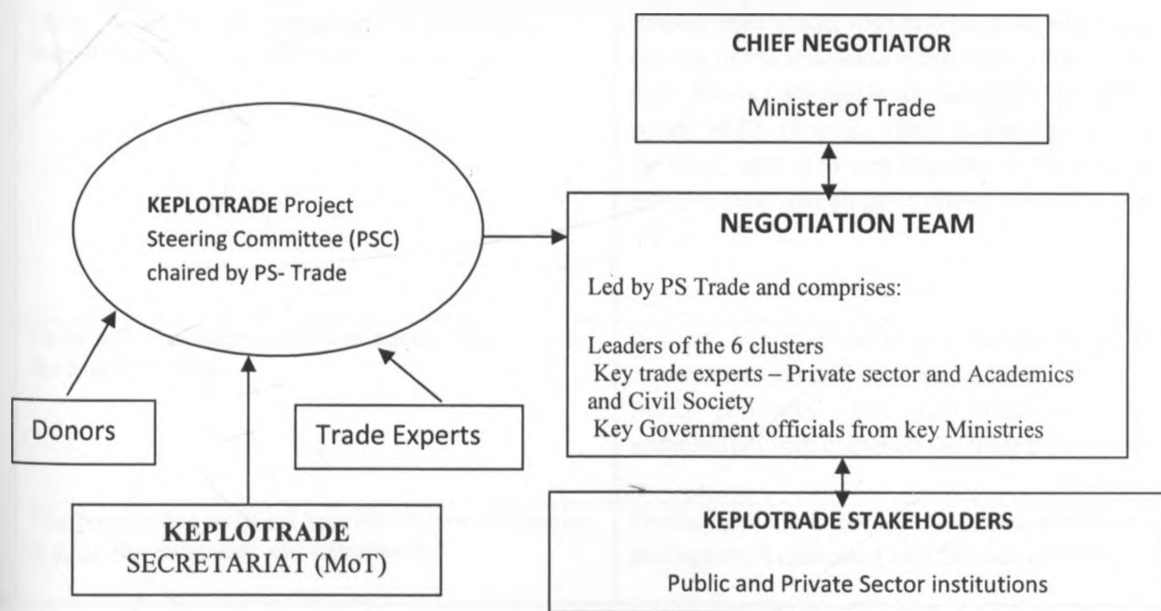 CHIEF NEGOTIATOR
Minister of Trade
KEPLOTRADE Project
Steering Committee (PSC)
chaired by PS- Trade
NEGOTIATION TEAM
Led by PS Trade and comprises:
Leaders of the 6 clusters
Key trade experts – Private sector and Academics
and Civil Society
Key Government officials from key Ministries
Donors
Trade Experts
KEPLOTRADE
SECRETARIAT (MoT)
KEPLOTRADE STAKEHOLDERS
Public and Private Sector institutions